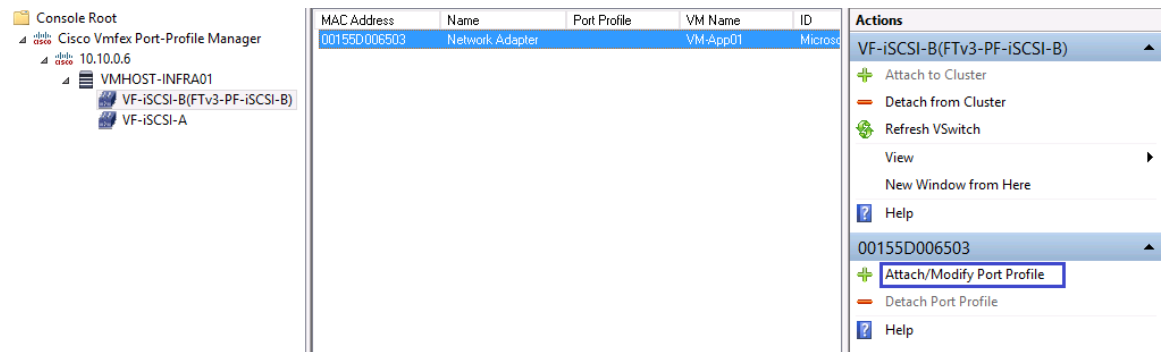 Console Root
cisco Cisco Vmfex Port-Profile Manager
cisco 10.10.0.6
VMHOST-INFRA01
VF-iSCSI-B(FTv3-PF-iSCSI-B)
VF-iSCSI-A
MAC Address Name Port Profile VM Name ID
00155D006503 Network Adapter VM-App01 Microso
Actions
VF-iSCSI-B(FTv3-PF-iSCSI-B)
Attach to Cluster
Detach from Cluster
Refresh VSwitch
View
New Window from Here
? Help
00155D006503
Attach/Modify Port Profile
Detach Port Profile
? Help